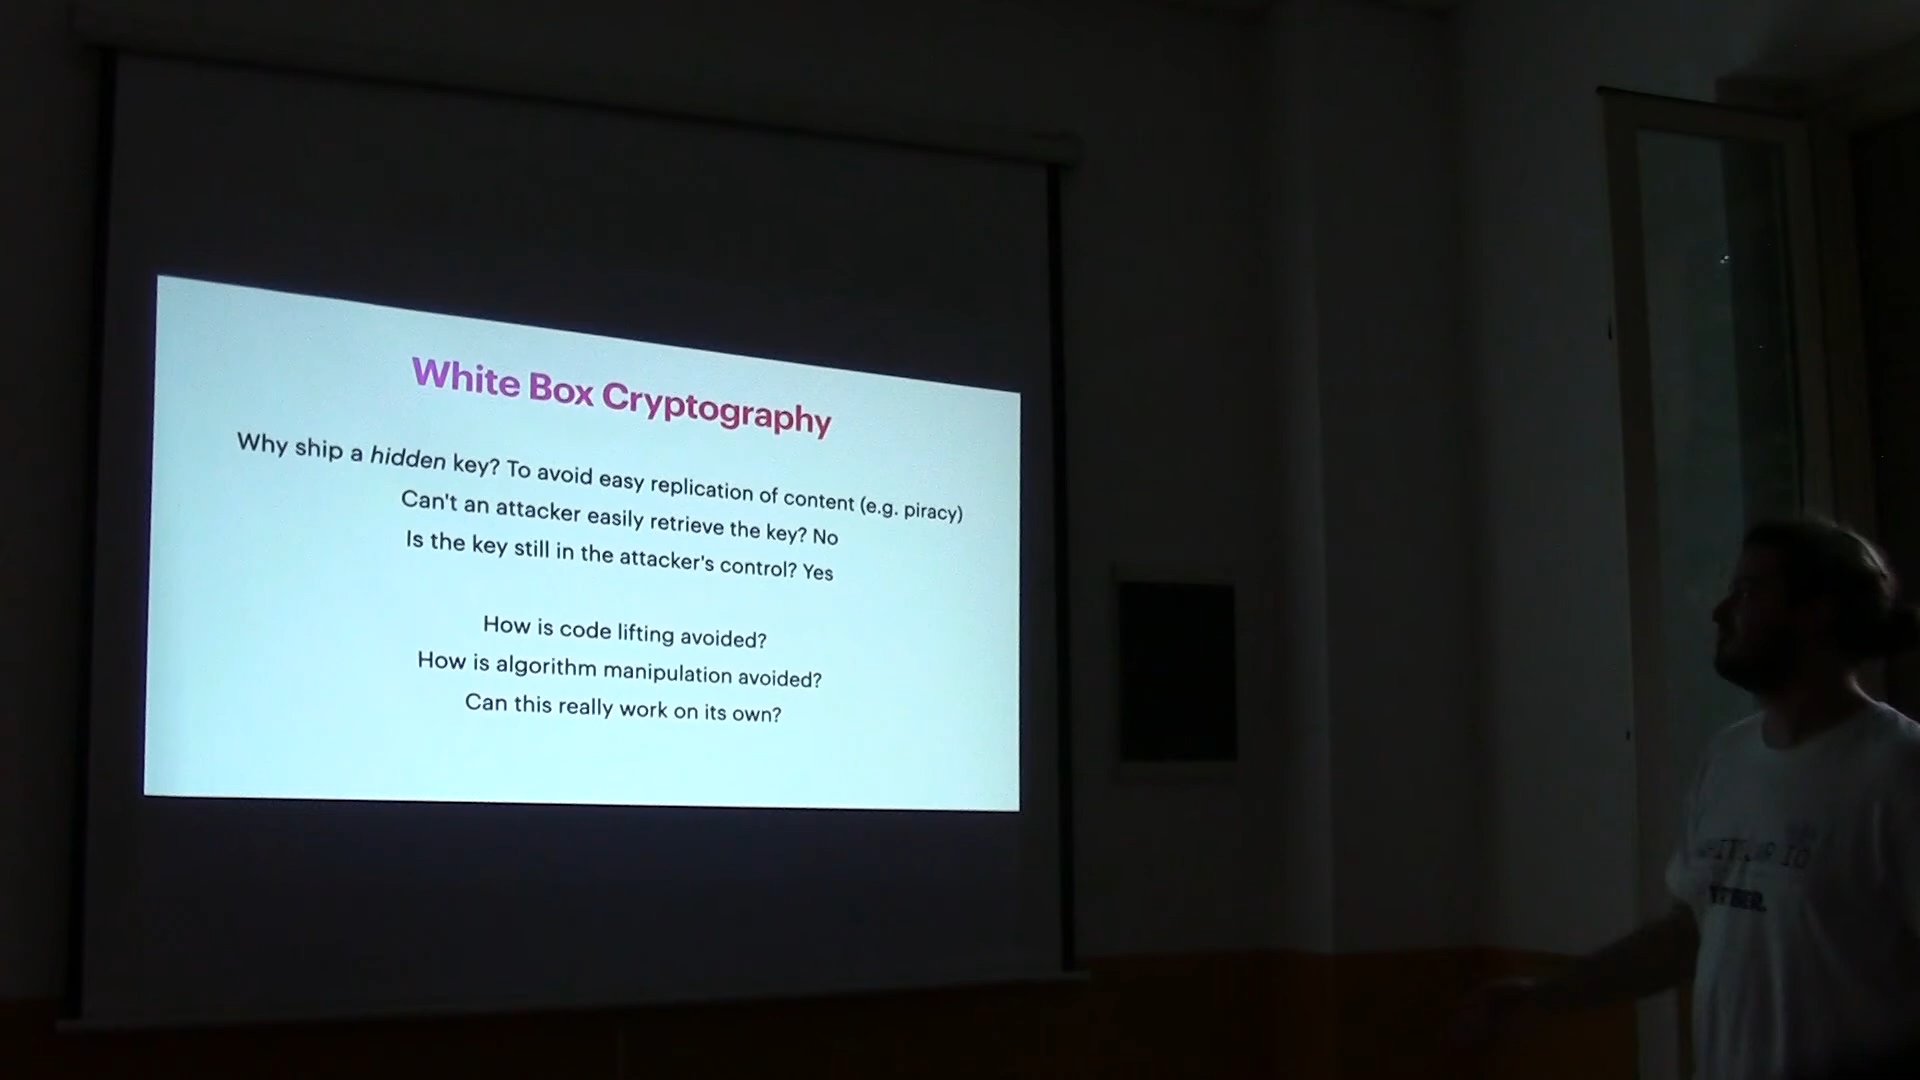 White Box Cryptography
Why ship a hidden key? To avoid easy replication of content (e.g. piracy)
Can't an attacker easily retrieve the key? No
Is the key still in the attacker's control? Yes
How is code lifting avoided?
How is algorithm manipulation avoided?
Can this really work on its own?